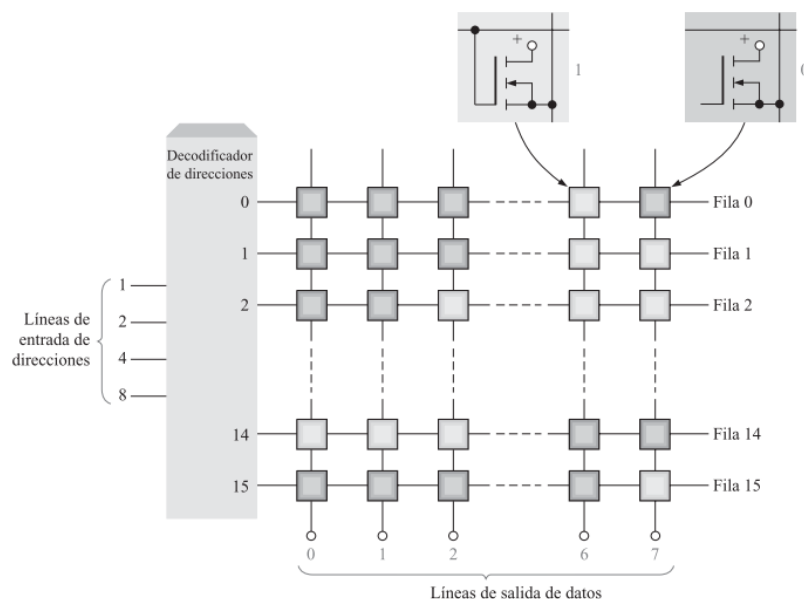 +
1
+
0
Decodificador
de direcciones
0
Fila 0
1
Fila 1
1
2
Fila 2
Líneas de
entrada de
direcciones
2
4
8
14
Fila 14
15
Fila 15
0 1 2 6 7
Líneas de salida de datos